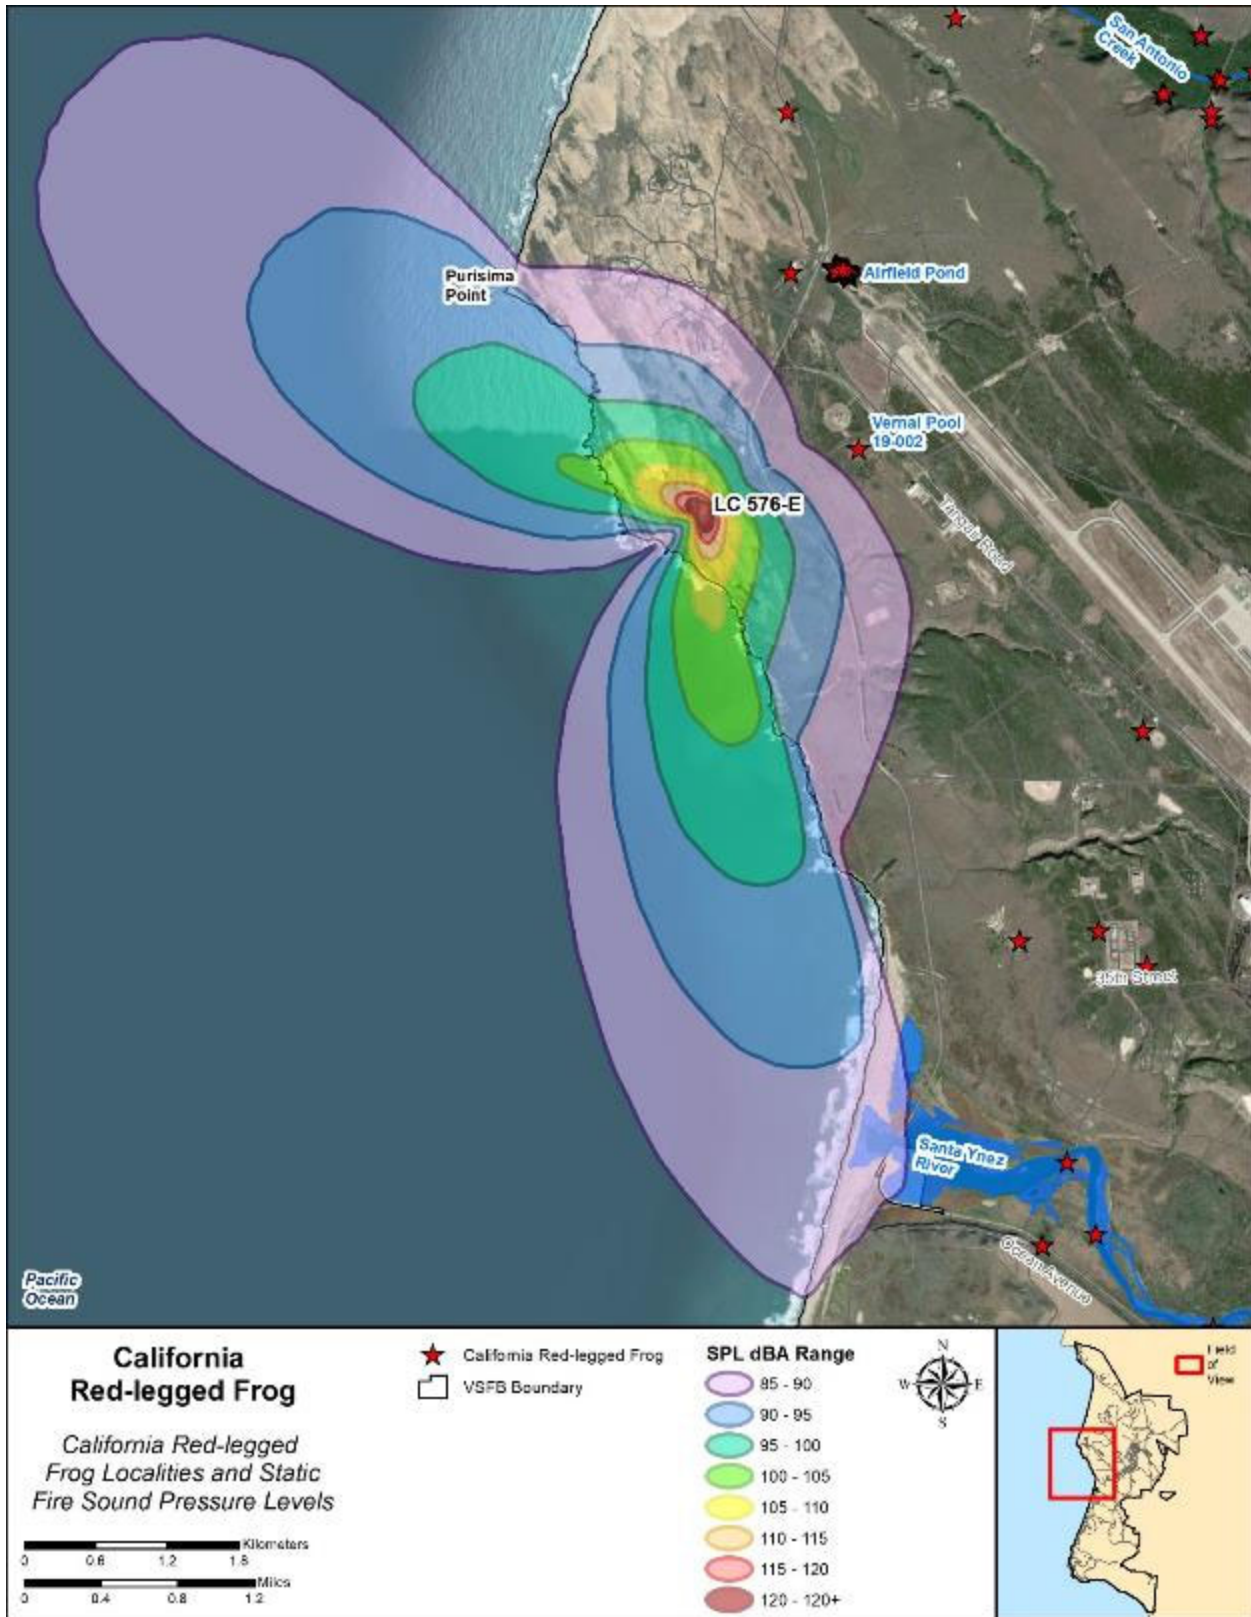 San Antonio
Creek
Purisima
Point
Airfield Pond
Vernal Pool
19-002
LC 576-E
Tangair Road
35th Street
Santa Ynez
River
Ocean Avenue
Pacific
Ocean
California
Red-legged Frog
California Red-legged
Frog Localities and Static
Fire Sound Pressure Levels
Kilometers
0 0.6 1.2 1.8
Miles
0 0.4 0.8 1.2
California Red-legged Frog
VSFB Boundary
SPL dBA Range
85 - 90
90 - 95
95 - 100
100 - 105
105 - 110
110 - 115
115 - 120
120 - 120+
N
W E
S
Field
of
View